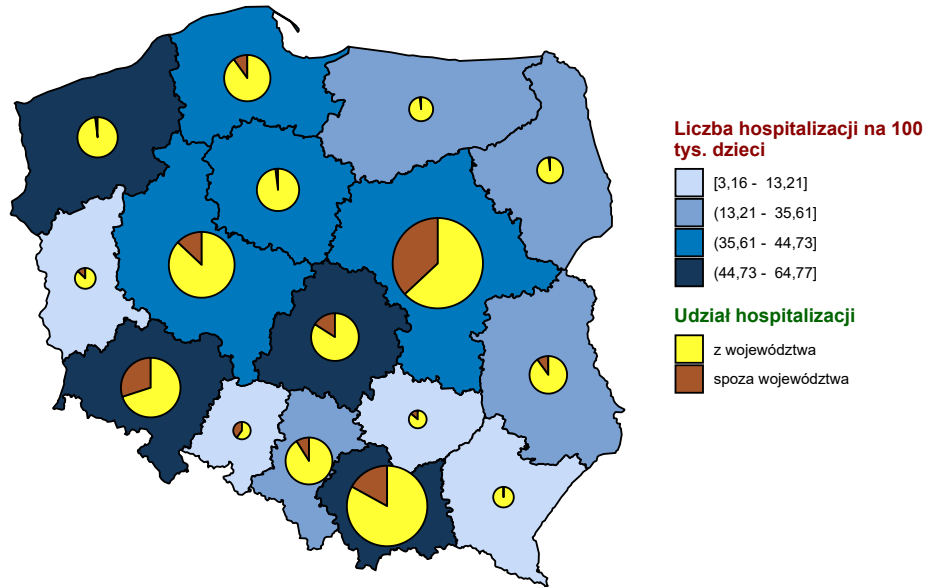 Liczba hospitalizacji na 100
tys. dzieci
[3,16 - 13,21]
(13,21 - 35,61]
(35,61 - 44,73]
(44,73 - 64,77]
Udział hospitalizacji
z województwa
spoza województwa